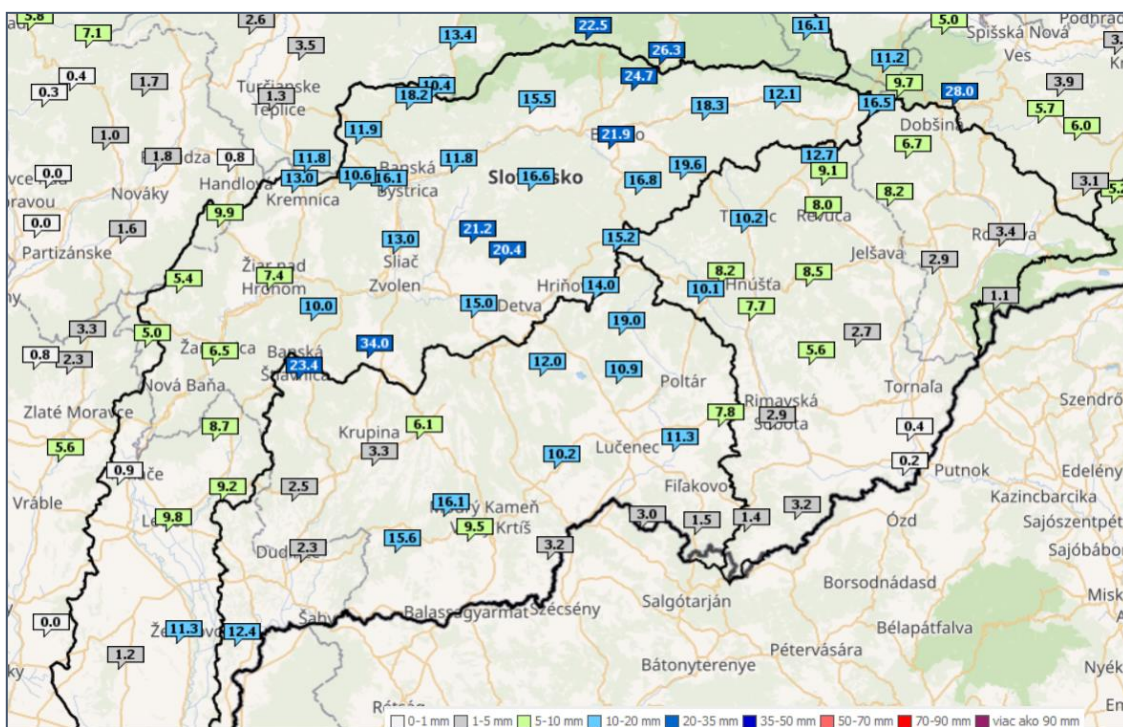 5.8
2.6
22.5
16.1
5.0
Podhrad
7.1
13.4
Spišská Nová
Ves
3.5
26.3
11.2
0.4
1.7
Turčianske
Teplice
10.4
24.7
9.7
3.9
0.3
1.3
18.2
15.5
18.3
12.1
16.5
28.0
5.7
1.0
11.9
21.9
Dobšiná
6.0
6.7
1.8
0.8
11.8
Banská
Bystrica
11.8
19.6
12.7
9.1
0.0
Handlová
13.0
10.6
16.1
16.6
16.8
3.1
5.2
Nováky
Kremnica
8.2
9.9
8.0
0.0
1.6
21.2
10.2
Partizánske
13.0
20.4
15.2
3.4
Sliač
Jelšava
2.9
5.4
Žiar nad
Hronom
7.4
Zvolen
14.0
8.2
Hnúšťa
8.5
10.0
15.0
Detva
10.1
7.7
1.1
3.3
5.0
19.0
2.7
0.8
2.3
6.5
34.0
5.6
Nová Baňa
23.4
12.0
10.9
Poltár
Tornaľa
Zlaté Moravce
Rimavská
Szendrő
8.7
6.1
7.8
2.9
5.6
Krupina
3.3
Lučenec
11.3
0.4
0.9
10.2
0.2
Putnok
Edelény
9.2
2.5
Fiľakovo
Kazincbarcika
Vráble
16.1
3.2
9.8
9.5
3.0
1.5
1.4
Ózd
Sajószentpét
15.6
2.3
3.2
Sajóbábon
Borsodnádasd
0.0
Šahy
Balassagyarmat
Szécsény
Salgótarján
Misk
11.3
12.4
Bélapátfalva
1.2
Bátonyterenye
Pétervására
Nyék
Rétság
0-1 mm 1-5 mm 5-10 mm 10-20 mm 20-35 mm 35-50 mm 50-70 mm 70-90 mm viac ako 90 mm